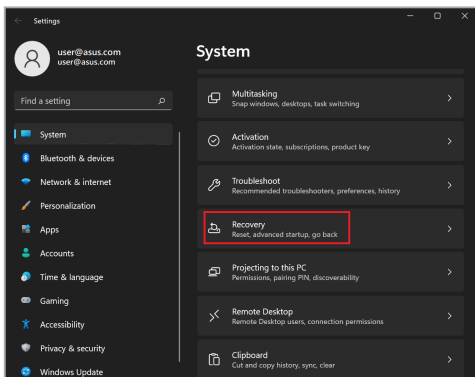 Settings
user@asus.com
user@asus.com
Find a setting
System
Bluetooth & devices
Network & internet
Personalization
Apps
Accounts
Time & language
Gaming
Accessibility
Privacy & security
Windows Update
System
Multitasking
Snap windows, desktops, task switching
Activation
Activation state, subscriptions, product key
Troubleshoot
Recommended troubleshooters, preferences, history
Recovery
Reset, advanced startup, go back
Projecting to this PC
Permissions, pairing PIN, discoverability
Remote Desktop
Remote Desktop users, connection permissions
Clipboard
Cut and copy history, sync, clear